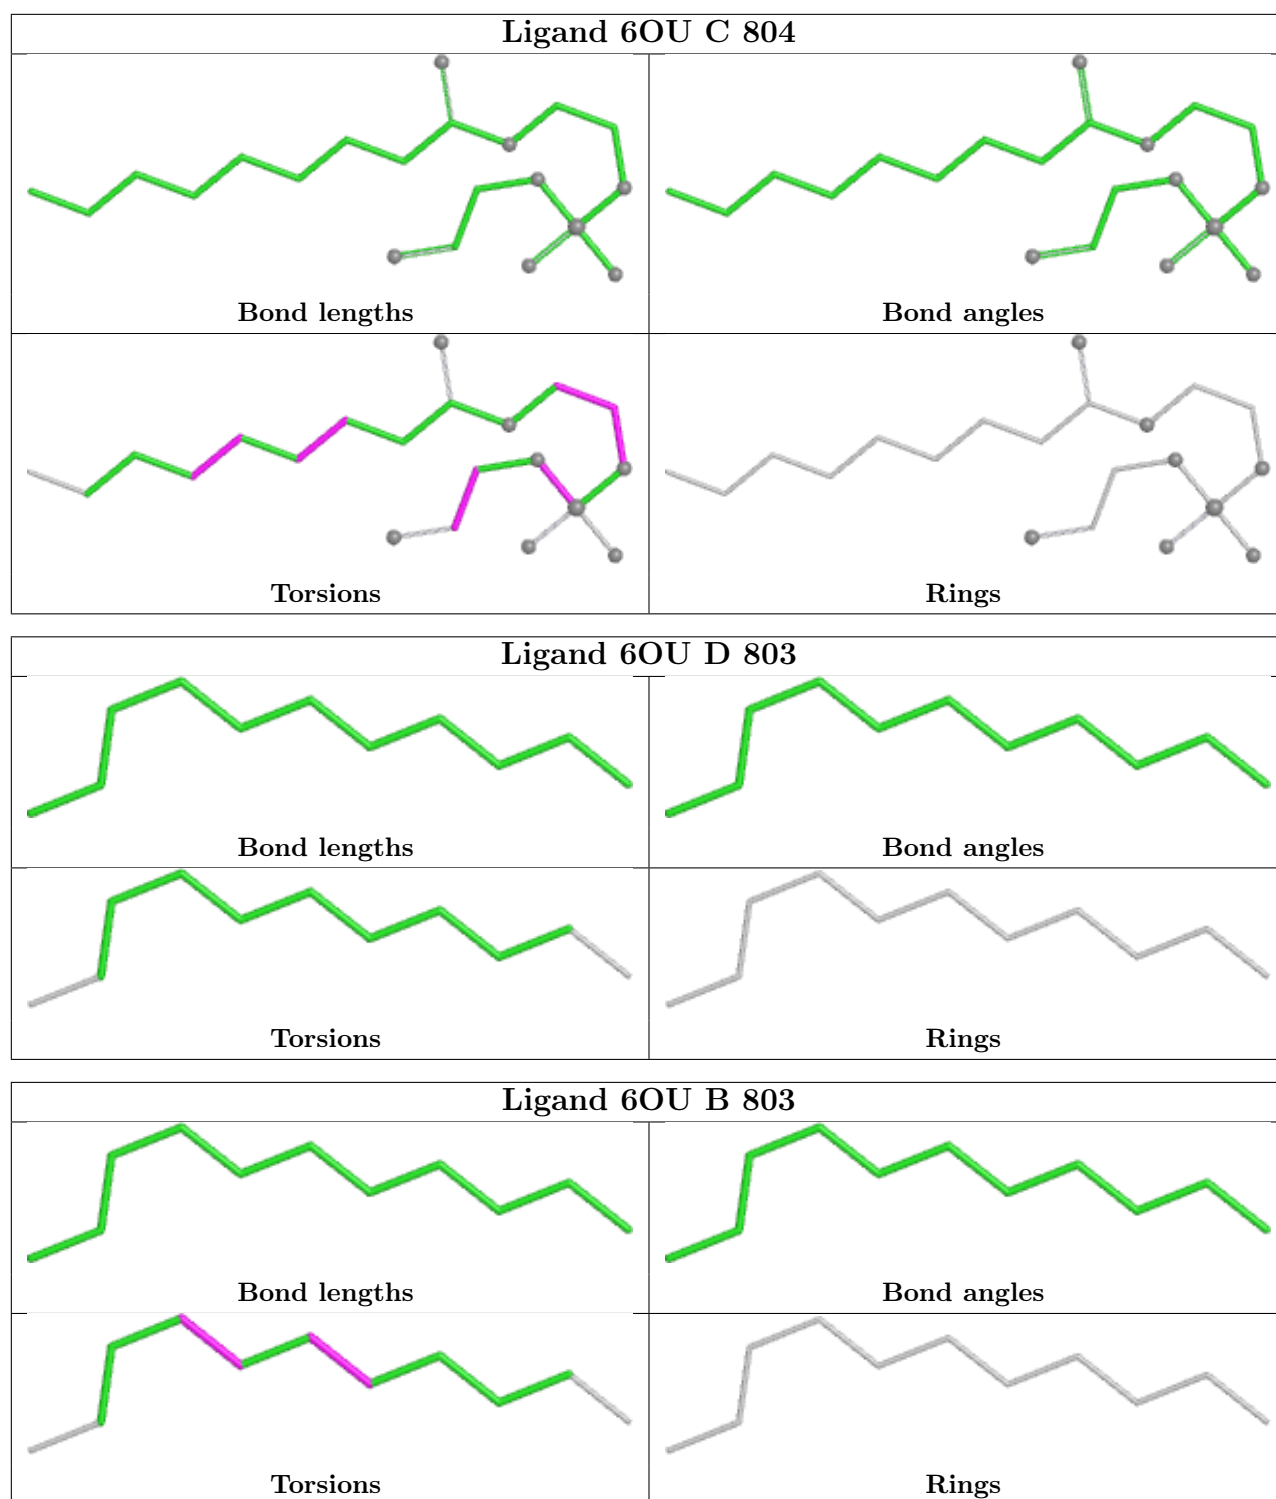 Ligand 6OU C 804
Bond lengths
Bond angles
Torsions
Rings
Ligand 6OU D 803
Bond lengths
Bond angles
Torsions
Rings
Ligand 6OU B 803
Bond lengths
Bond angles
Torsions
Rings